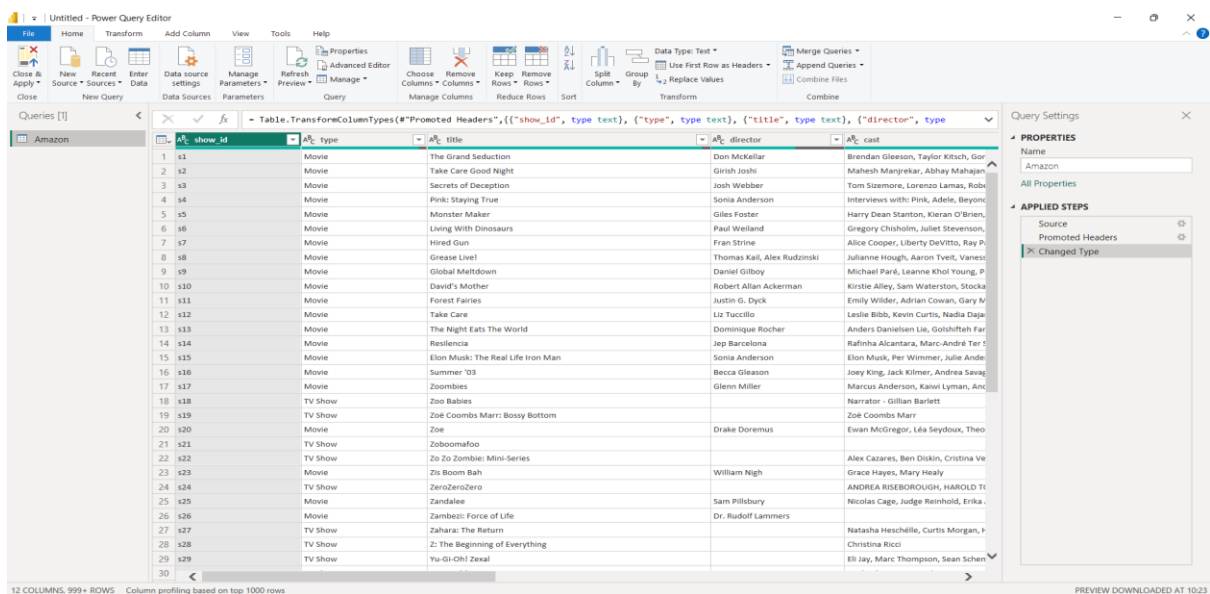 Untitled - Power Query Editor
File Home Transform Add Column View Tools Help
Close & Apply
New Source
Recent Sources
Enter Data
Data source settings
Manage Parameters
Refresh Preview
Properties
Advanced Editor
Manage
Choose Columns
Remove Columns
Keep Rows
Remove Rows
Split Column
Group By
Data Type: Text
Use First Row as Headers
Replace Values
Merge Queries
Append Queries
Combine Files
Close New Query Data Sources Parameters Query Manage Columns Reduce Rows Sort Transform Combine
Queries [1]
Amazon
= Table.TransformColumnTypes(#"Promoted Headers",{{"show_id", type text}, {"type", type text}, {"title", type text}, {"director", type
show_id type title director cast
1 s1 Movie The Grand Seduction Don McKellar Brendan Gleeson, Taylor Kitsch, Gor
2 s2 Movie Take Care Good Night Girish Joshi Mahesh Manjrekar, Abhay Mahajan
3 s3 Movie Secrets of Deception Josh Webber Tom Sizemore, Lorenzo Lamas, Robe
4 s4 Movie Pink: Staying True Sonia Anderson Interviews with: Pink, Adele, Beyonc
5 s5 Movie Monster Maker Giles Foster Harry Dean Stanton, Kieran O'Brien,
6 s6 Movie Living With Dinosaurs Paul Weiland Gregory Chisholm, Juliet Stevenson,
7 s7 Movie Hired Gun Fran Strine Alice Cooper, Liberty DeVitto, Ray P
8 s8 Movie Grease Live! Thomas Kail, Alex Rudzinski Julianne Hough, Aaron Tveit, Vaness
9 s9 Movie Global Meltdown Daniel Gilboy Michael Paré, Leanne Khol Young, P
10 s10 Movie David's Mother Robert Allan Ackerman Kirstie Alley, Sam Waterston, Stocka
11 s11 Movie Forest Fairies Justin G. Dyck Emily Wilder, Adrian Cowan, Gary M
12 s12 Movie Take Care Liz Tuccillo Leslie Bibb, Kevin Curtis, Nadia Daja
13 s13 Movie The Night Eats The World Dominique Rocher Anders Danielsen Lie, Golshifteh Far
14 s14 Movie Resilencia Jep Barcelona Rafinha Alcantara, Marc-André Ter S
15 s15 Movie Elon Musk: The Real Life Iron Man Sonia Anderson Elon Musk, Per Wimmer, Julie Ande
16 s16 Movie Summer '03 Becca Gleason Joey King, Jack Kilmer, Andrea Savag
17 s17 Movie Zoombies Glenn Miller Marcus Anderson, Kaiwi Lyman, And
18 s18 TV Show Zoo Babies Narrator - Gillian Barlett
19 s19 TV Show Zoë Coombs Marr: Bossy Bottom Zoë Coombs Marr
20 s20 Movie Zoe Drake Doremus Ewan McGregor, Léa Seydoux, Theo
21 s21 TV Show Zoboomafoo
22 s22 TV Show Zo Zo Zombie: Mini-Series Alex Cazares, Ben Diskin, Cristina Ve
23 s23 Movie Zis Boom Bah William Nigh Grace Hayes, Mary Healy
24 s24 TV Show ZeroZeroZero ANDREA RISEBOROUGH, HAROLD TO
25 s25 Movie Zandalee Sam Pillsbury Nicolas Cage, Judge Reinhold, Erika
26 s26 Movie Zambezi: Force of Life Dr. Rudolf Lammers
27 s27 TV Show Zahara: The Return Natasha Heschélle, Curtis Morgan, H
28 s28 TV Show Z: The Beginning of Everything Christina Ricci
29 s29 TV Show Yu-Gi-Oh! Zexal Eli Jay, Marc Thompson, Sean Schen
30
Query Settings
PROPERTIES
Name
Amazon
All Properties
APPLIED STEPS
Source
Promoted Headers
Changed Type
12 COLUMNS, 999+ ROWS Column profiling based on top 1000 rows PREVIEW DOWNLOADED AT 10:23